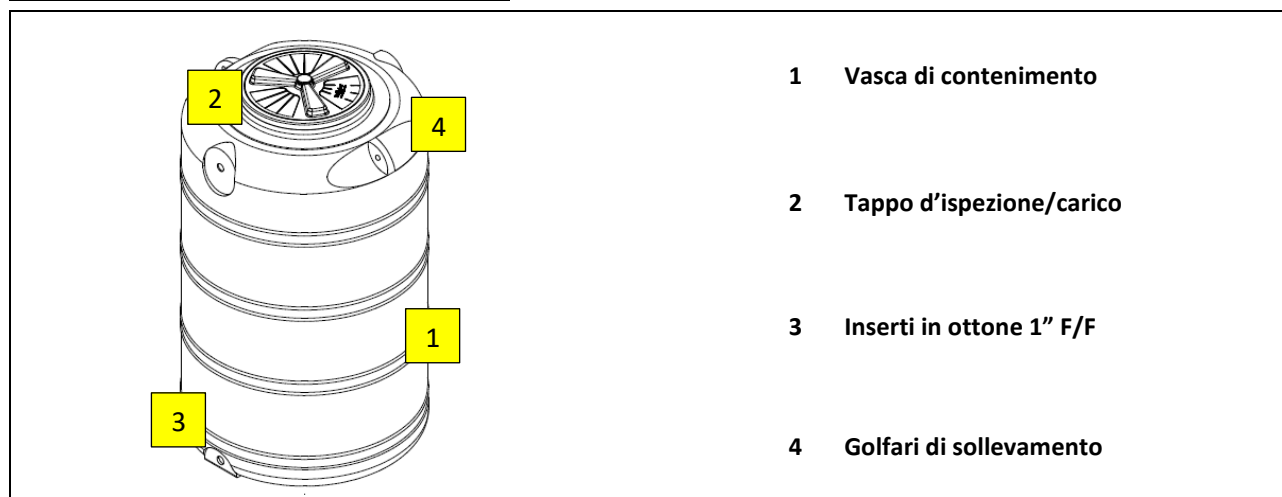 1 Vasca di contenimento
2
4
2 Tappo d’ispezione/carico
3 Inserti in ottone 1” F/F
1
3
4 Golfari di sollevamento